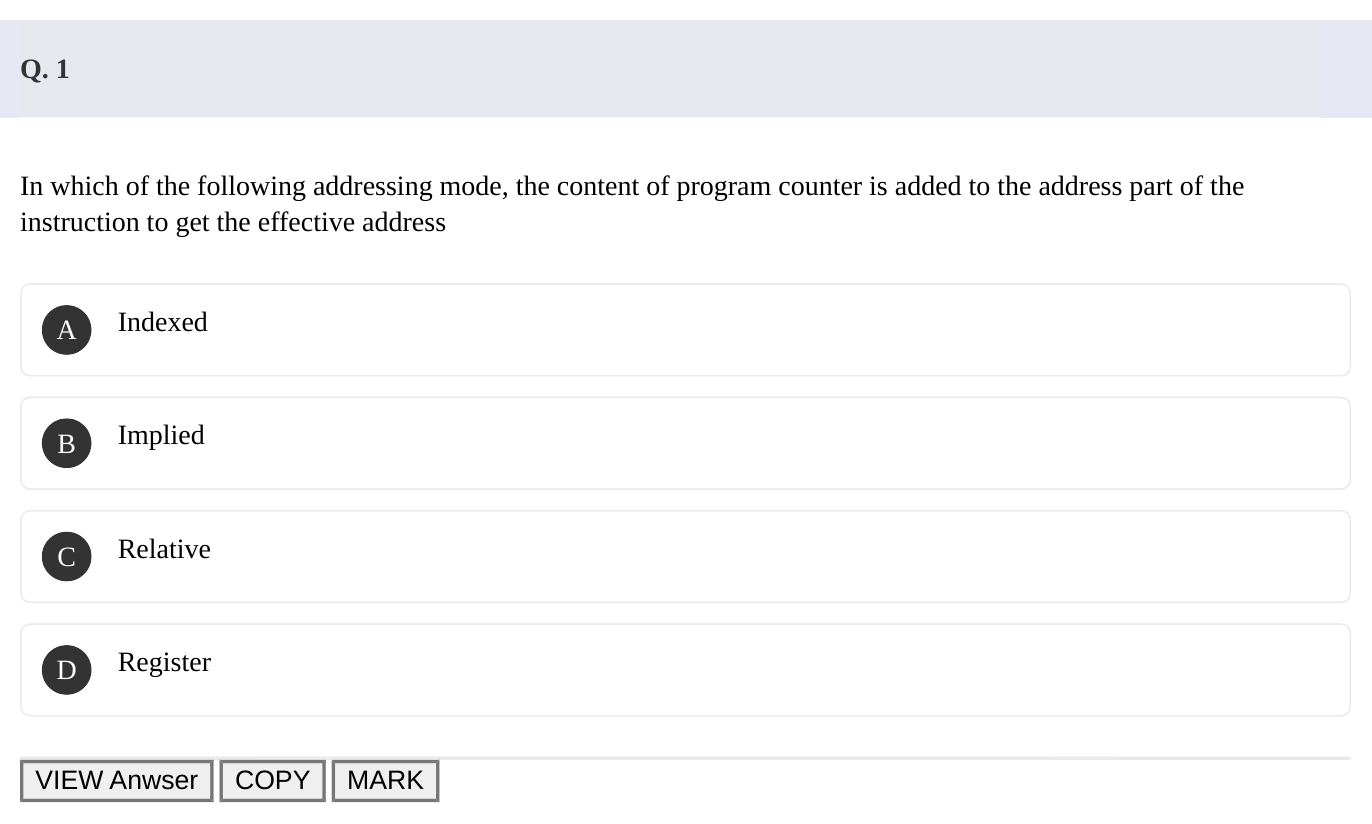 Q. 1
In which of the following addressing mode, the content of program counter is added to the address part of the
instruction to get the effective address
A Indexed
B Implied
C Relative
D Register
VIEW Anwser COPY MARK